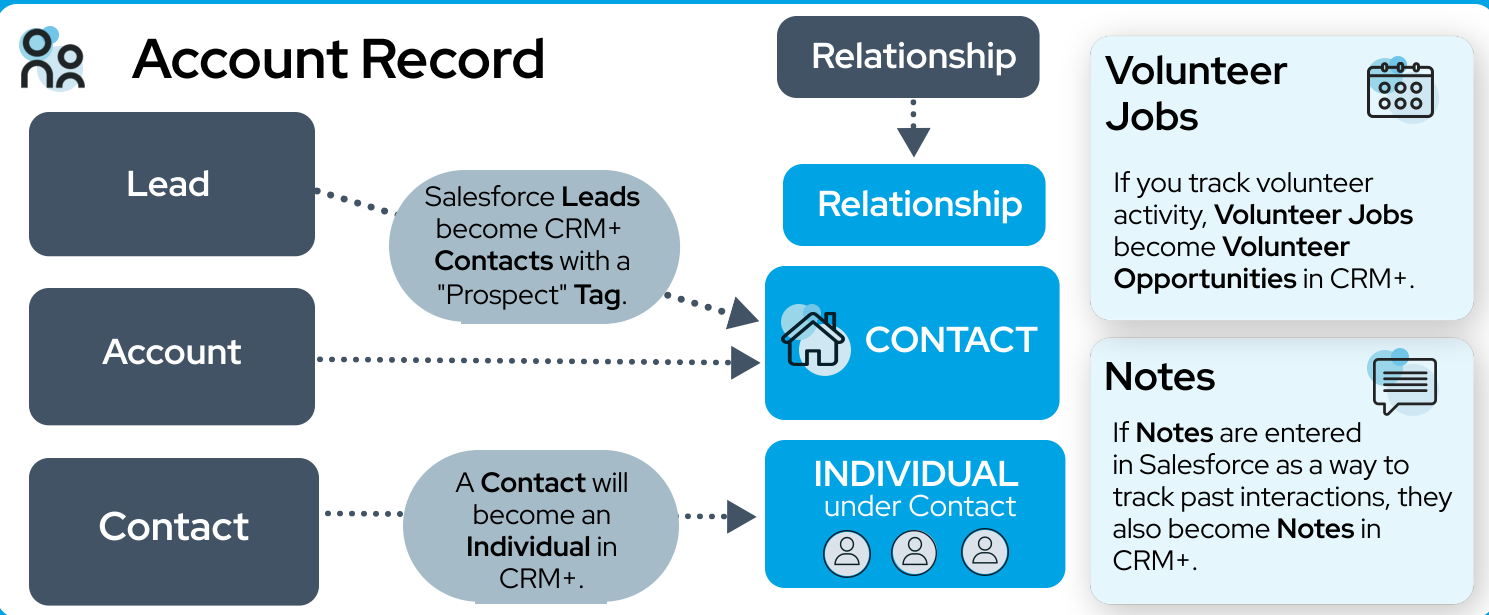 Account Record
Lead
Salesforce Leads
become CRM+
Contacts with a
"Prospect" Tag.
Account
Contact
A Contact will
become an
Individual in
CRM+.
Relationship
Relationship
CONTACT
INDIVIDUAL
under Contact
Volunteer
Jobs
If you track volunteer
activity, Volunteer Jobs
become Volunteer
Opportunities in CRM+.
Notes
If Notes are entered
in Salesforce as a way to
track past interactions, they
also become Notes in
CRM+.